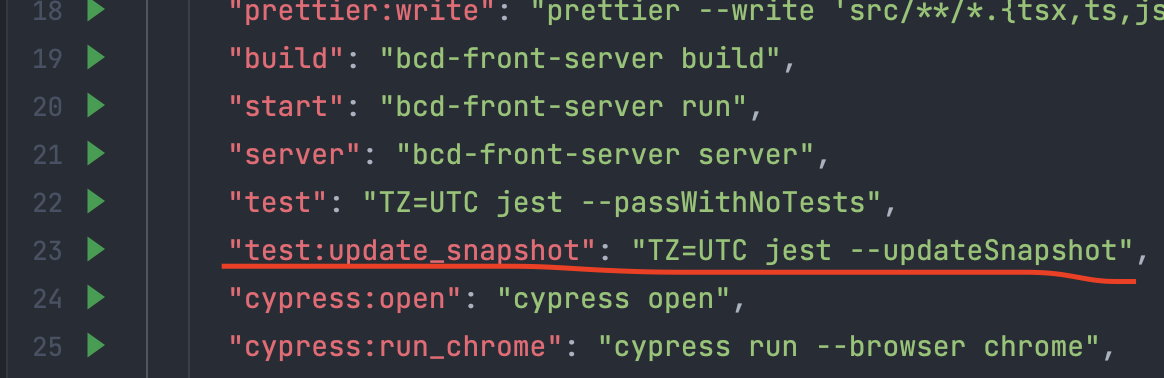 18 "prettier:write": "prettier --write 'src/**/*.{tsx,ts,js
19 "build": "bcd-front-server build",
20 "start": "bcd-front-server run",
21 "server": "bcd-front-server server",
22 "test": "TZ=UTC jest --passWithNoTests",
23 "test:update_snapshot": "TZ=UTC jest --updateSnapshot",
24 "cypress:open": "cypress open",
25 "cypress:run_chrome": "cypress run --browser chrome",